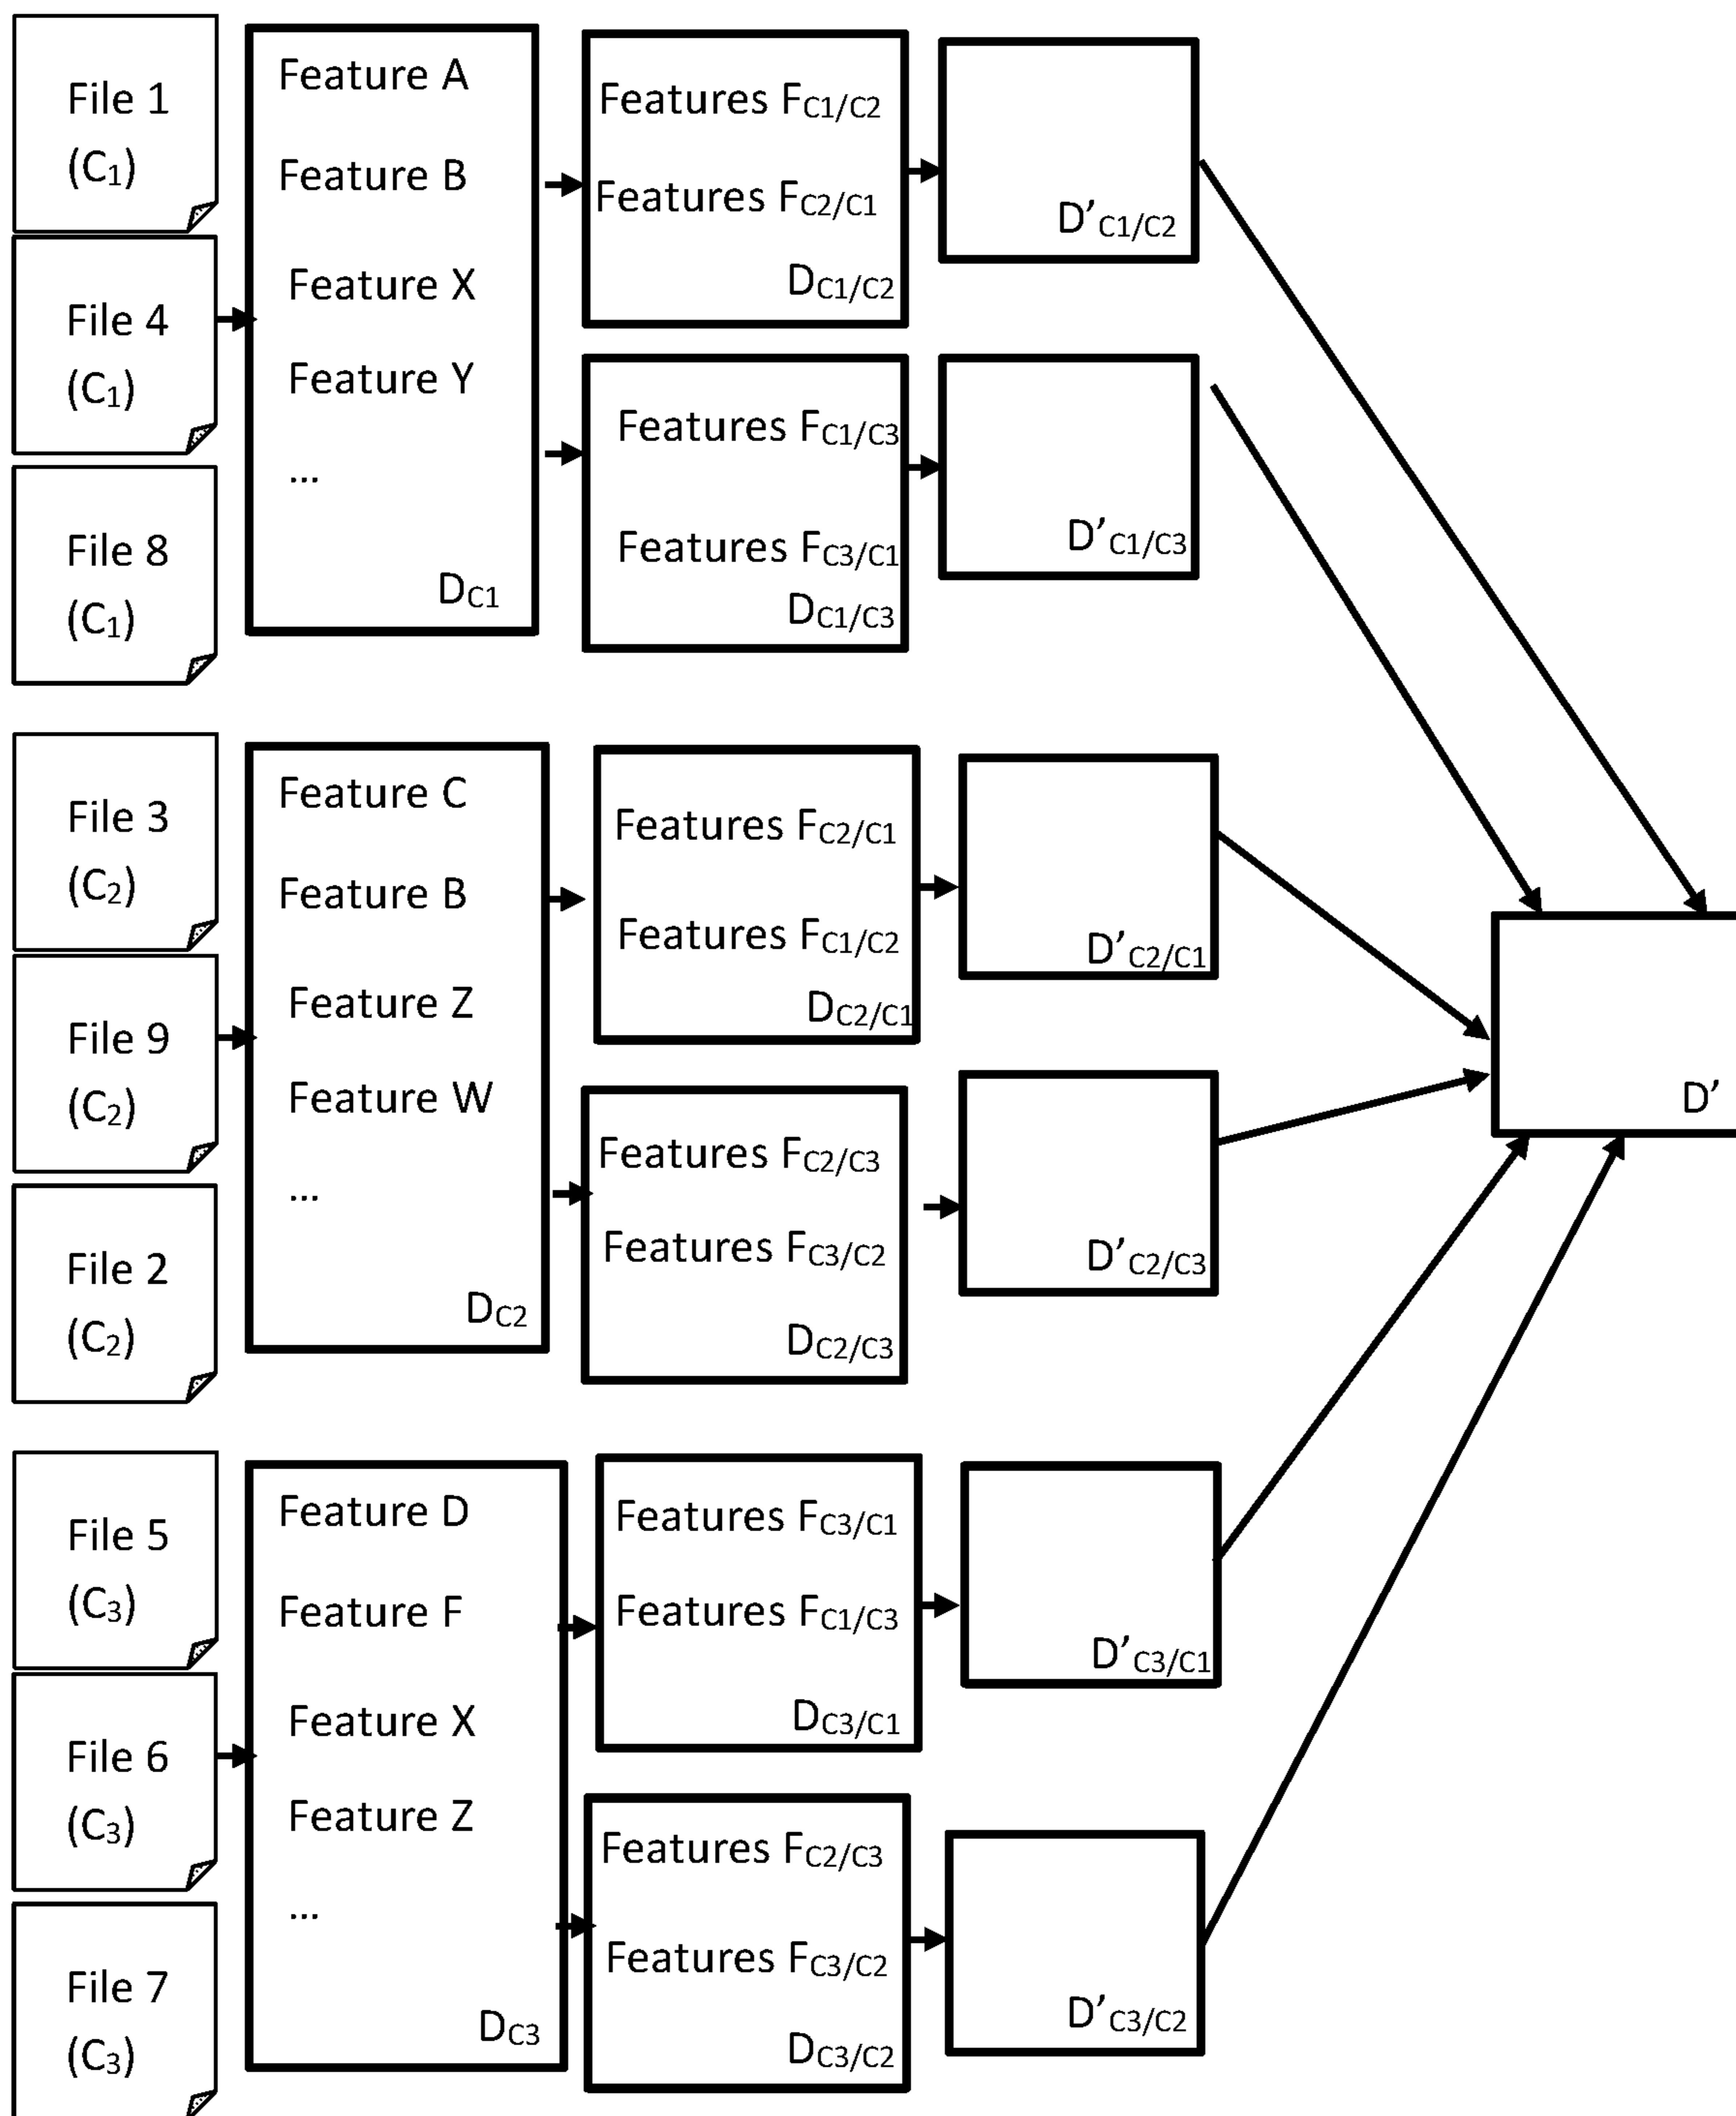 File 1
(C1)
File 4
(C1)
File 8
(C1)
Feature A
Feature B
Feature X
Feature Y
...
DC1
Features FC1/C2
Features FC2/C1
DC1/C2
D’C1/C2
Features FC1/C3
Features FC3/C1
DC1/C3
D’C1/C3
File 3
(C2)
File 9
(C2)
File 2
(C2)
Feature C
Feature B
Feature Z
Feature W
...
DC2
Features FC2/C1
Features FC1/C2
DC2/C1
D’C2/C1
Features FC2/C3
Features FC3/C2
DC2/C3
D’C2/C3
D’
File 5
(C3)
File 6
(C3)
File 7
(C3)
Feature D
Feature F
Feature X
Feature Z
...
DC3
Features FC3/C1
Features FC1/C3
DC3/C1
D’C3/C1
Features FC2/C3
Features FC3/C2
DC3/C2
D’C3/C2